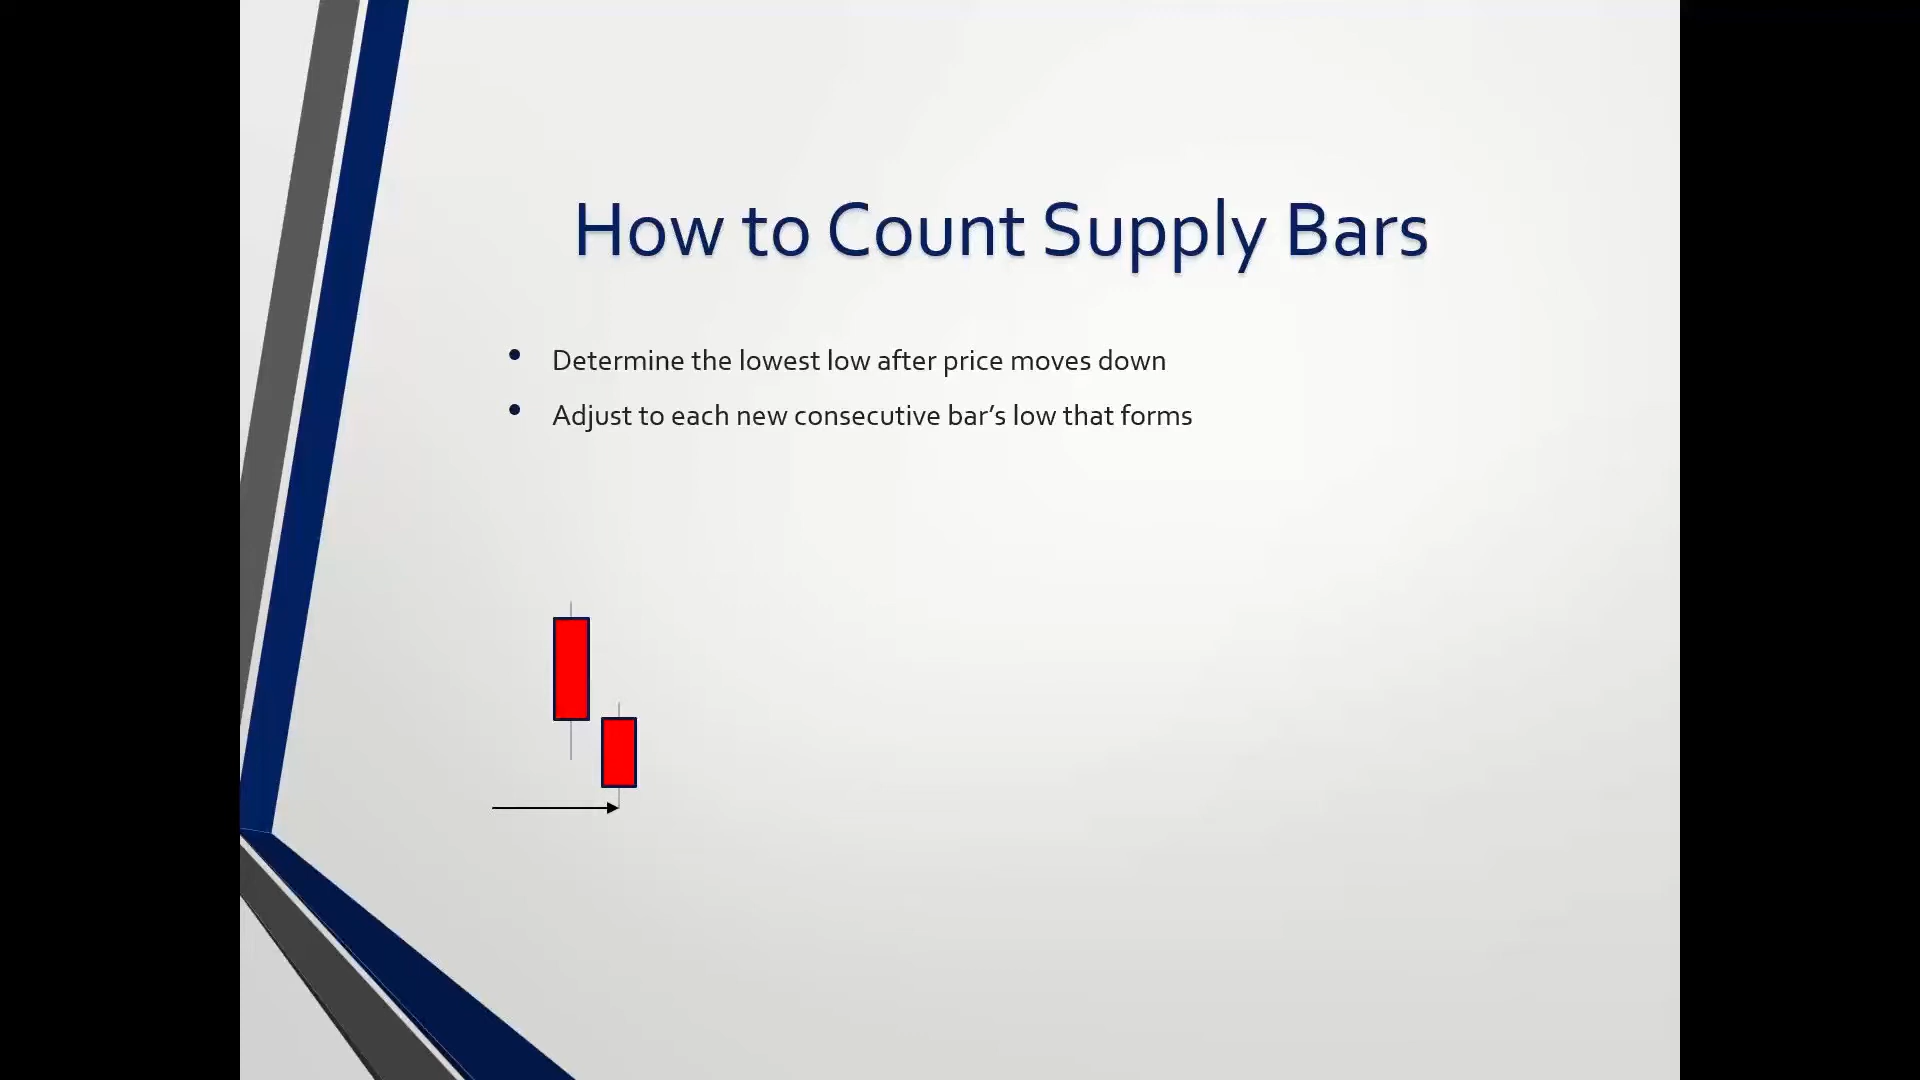 How to Count Supply Bars
• Determine the lowest low after price moves down
• Adjust to each new consecutive bar’s low that forms